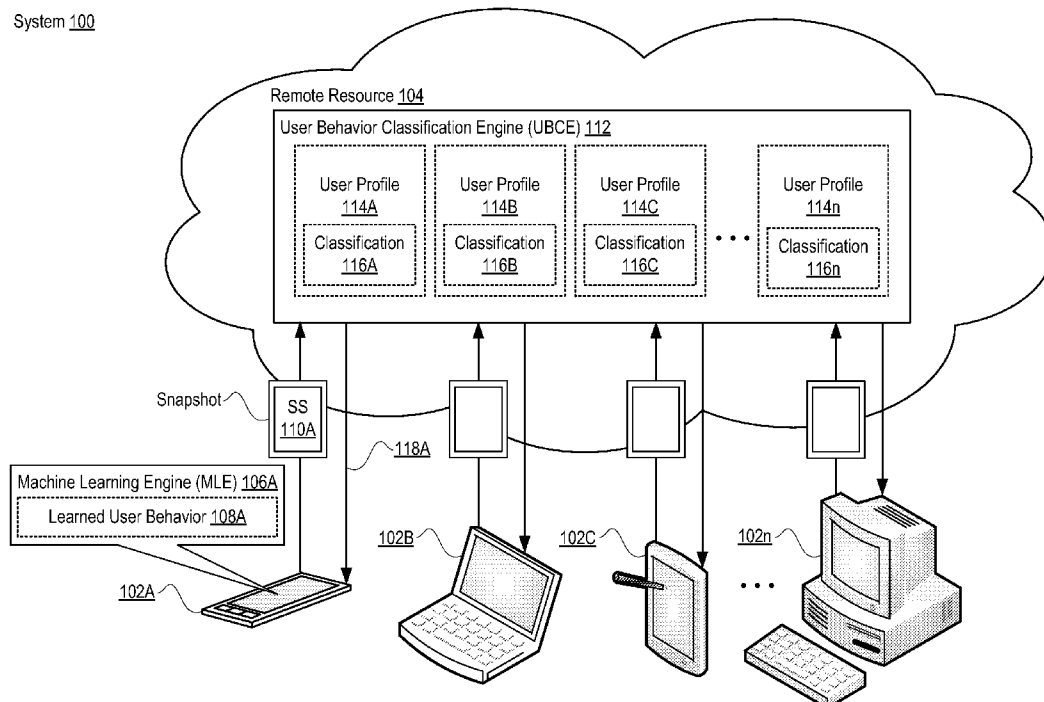 System 100
Remote Resource 104
User Behavior Classification Engine (UBCE) 112
User Profile
114A
Classification
116A
User Profile
114B
Classification
116B
User Profile
114C
Classification
116C
• • •
User Profile
114n
Classification
116n
Snapshot
SS
110A
118A
Machine Learning Engine (MLE) 106A
Learned User Behavior 108A
102A
102B
102C
• • •
102n